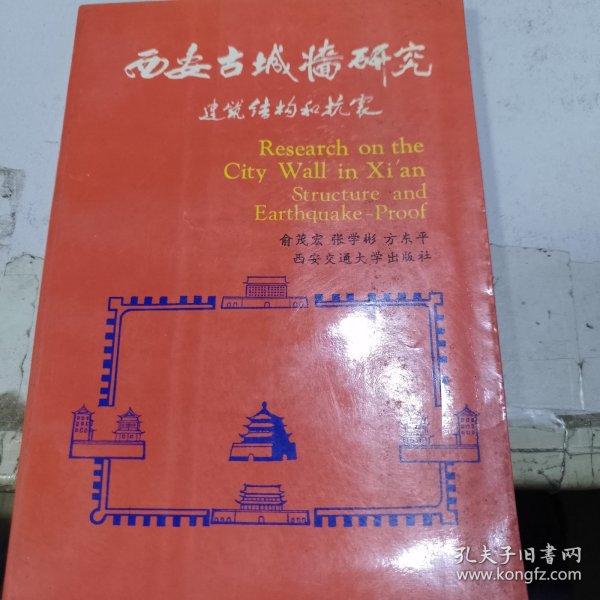 西安古城墙研究
建筑结构和抗震
Research on the
City Wall in Xi'an
Structure and
Earthquake-Proof
俞茂宏 张学彬 方东平
西安交通大学出版社
孔夫子旧书网
www.kongfz.com